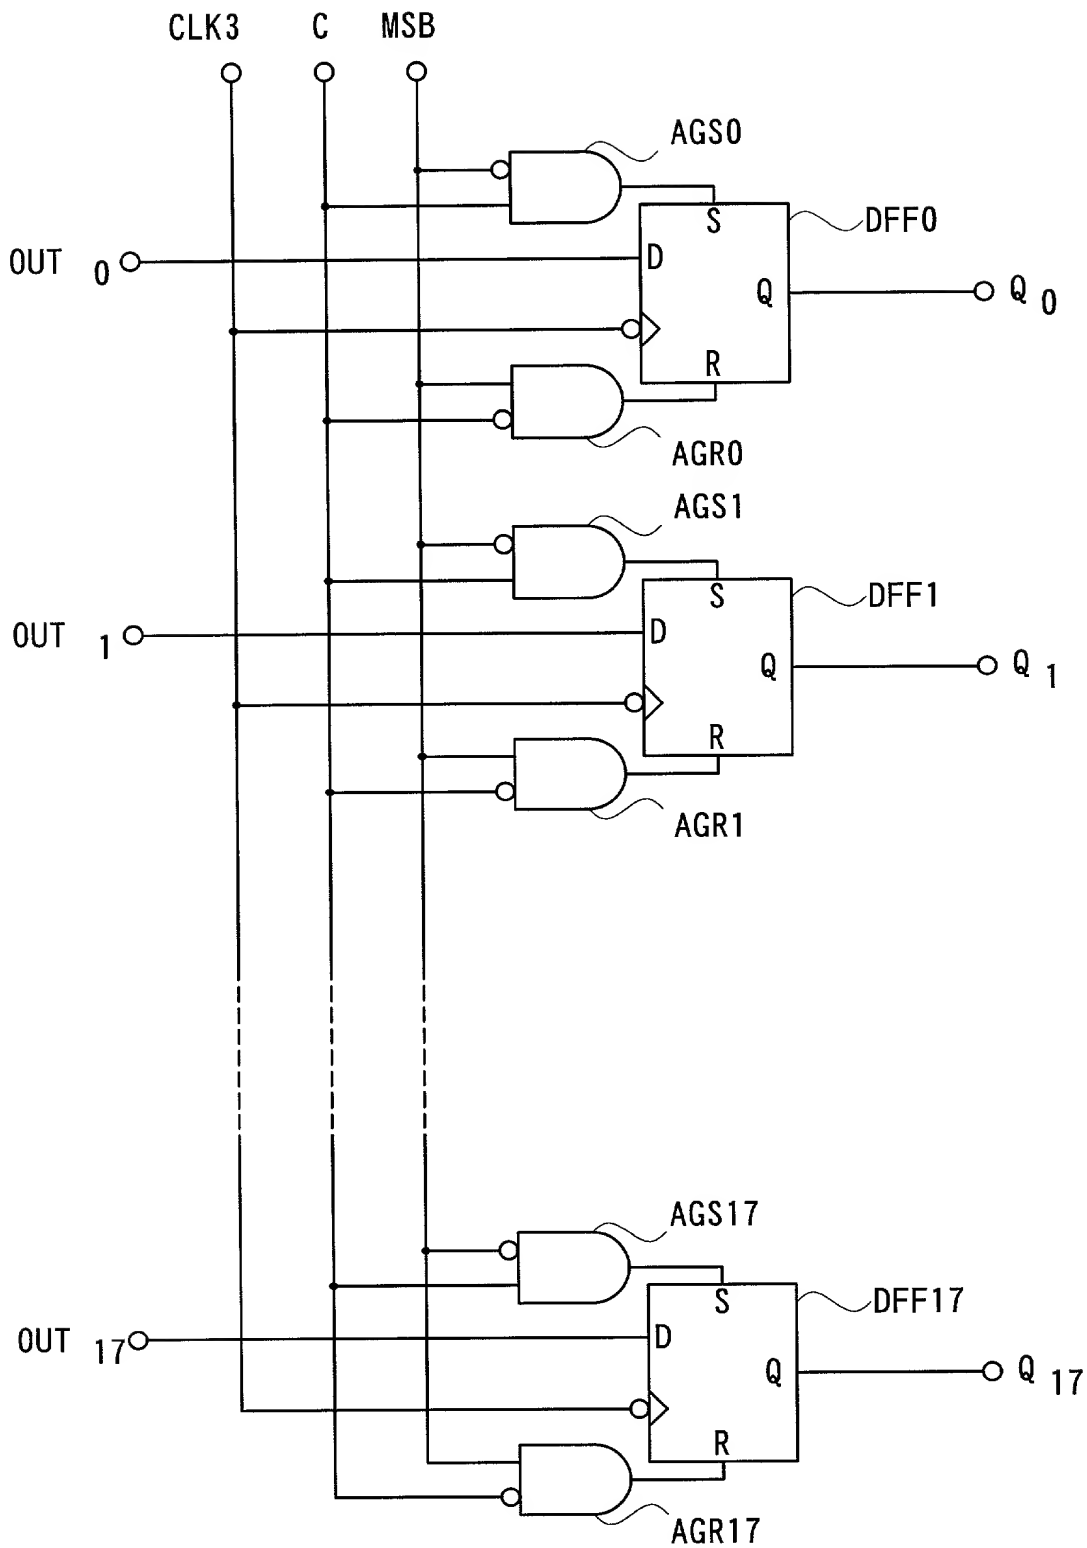 CLK3 C MSB
AGS0
S
DFF0
OUT 0
D
Q
Q 0
R
AGR0
AGS1
S
DFF1
OUT 1
D
Q
Q 1
R
AGR1
AGS17
S
DFF17
OUT 17
D
Q
Q 17
R
AGR17